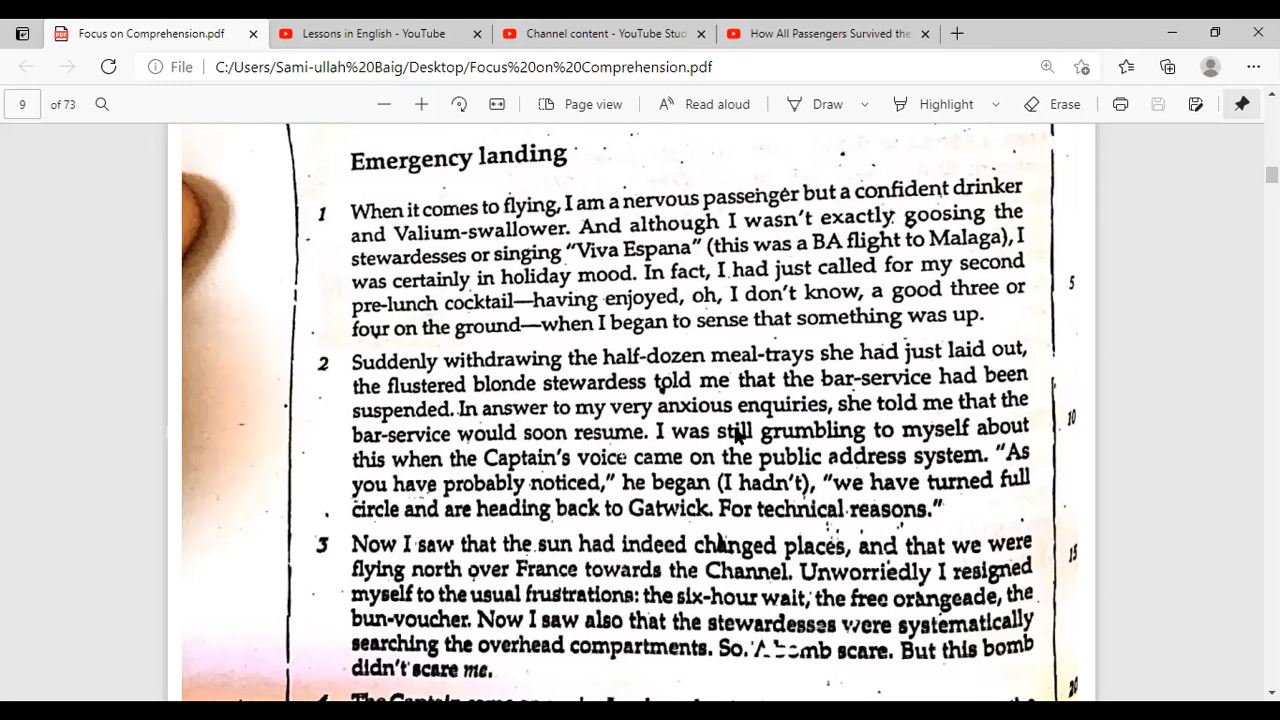 Focus on Comprehension.pdf
Lessons in English - YouTube
Channel content - YouTube Stud
How All Passengers Survived the
File
C:/Users/Sami-ullah%20Baig/Desktop/Focus%20on%20Comprehension.pdf
9 of 73
Page view
Read aloud
Draw
Highlight
Erase
Emergency landing
1 When it comes to flying, I am a nervous passenger but a confident drinker
and Valium-swallower. And although I wasn't exactly goosing the
stewardesses or singing "Viva Espana" (this was a BA flight to Malaga), I
was certainly in holiday mood. In fact, I had just called for my second
pre-lunch cocktail—having enjoyed, oh, I don't know, a good three or 5
four on the ground—when I began to sense that something was up.
2 Suddenly withdrawing the half-dozen meal-trays she had just laid out,
the flustered blonde stewardess told me that the bar-service had been
suspended. In answer to my very anxious enquiries, she told me that the
bar-service would soon resume. I was still grumbling to myself about 10
this when the Captain's voice came on the public address system. "As
you have probably noticed," he began (I hadn't), "we have turned full
circle and are heading back to Gatwick. For technical reasons."
3 Now I saw that the sun had indeed changed places, and that we were
flying north over France towards the Channel. Unworriedly I resigned 15
myself to the usual frustrations: the six-hour wait, the free orangeade, the
bun-voucher. Now I saw also that the stewardesses were systematically
searching the overhead compartments. So. A bomb scare. But this bomb
didn't scare me.
20